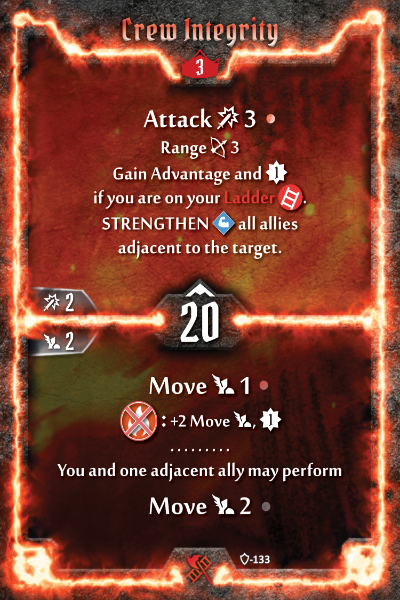 Crew Integrity
3
Attack 3
Range 3
Gain Advantage and 1
if you are on your Ladder .
STRENGTHEN all allies
adjacent to the target.
2
20
2
Move 1
: +2 Move , 1
.........
You and one adjacent ally may perform
Move 2
-133